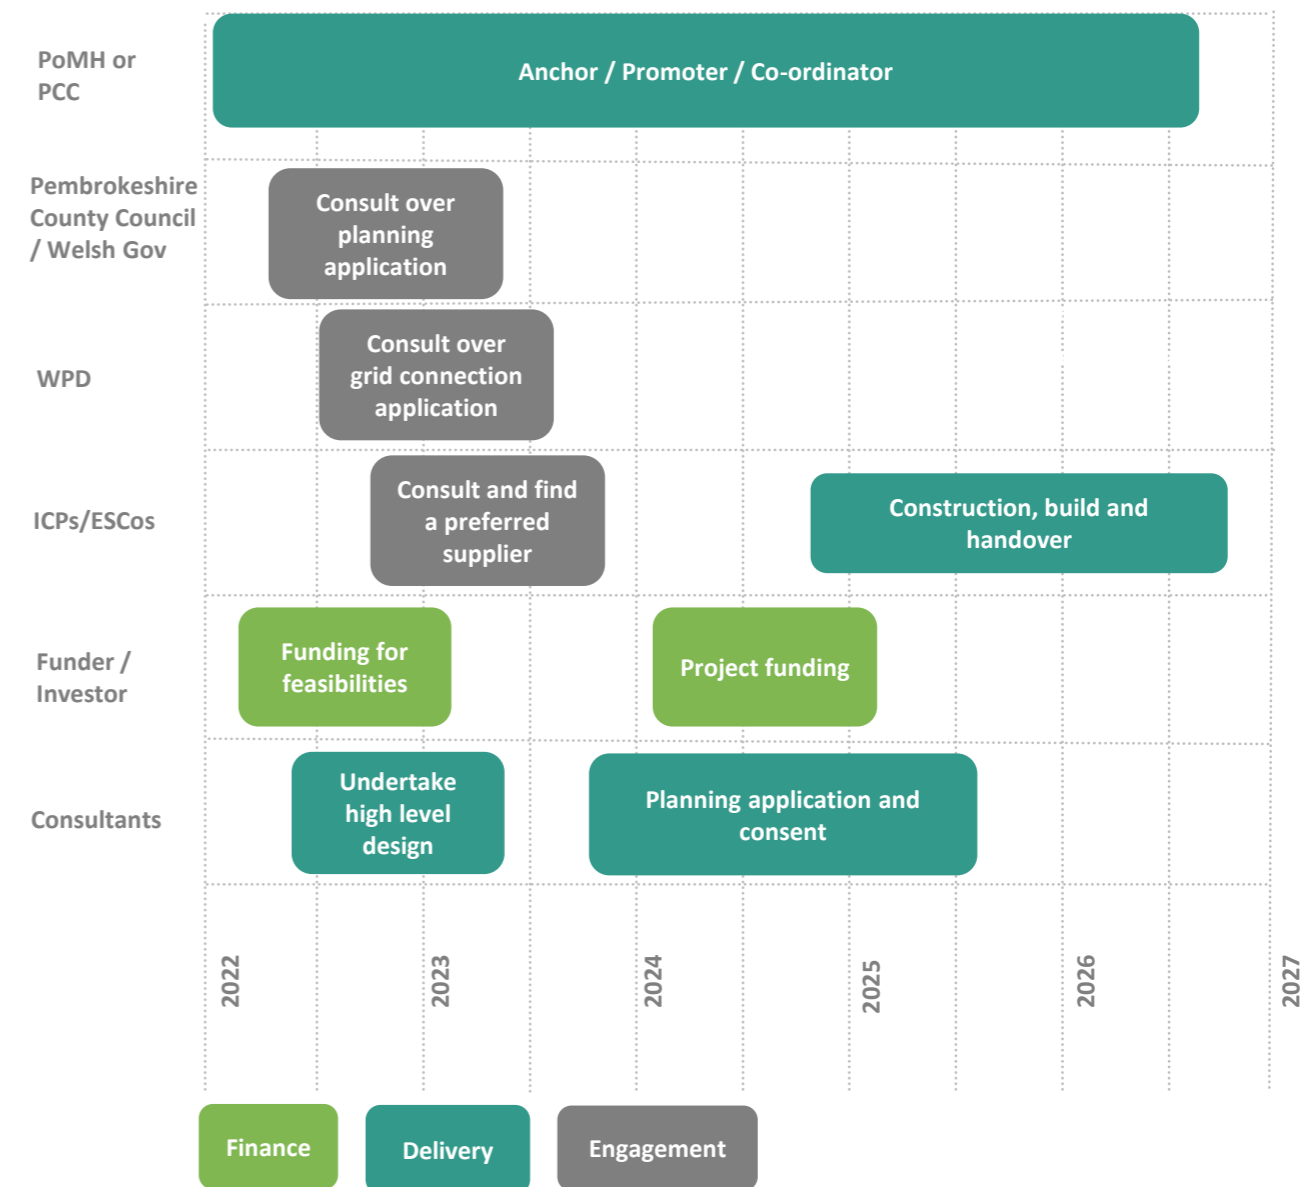 PoMH or
PCC
Anchor / Promoter / Co-ordinator
Pembrokeshire
County Council
/ Welsh Gov
Consult over
planning
application
WPD
Consult over
grid connection
application
ICPs/ESCos
Consult and find
a preferred
supplier
Construction, build and
handover
Funder /
Investor
Funding for
feasibilities
Project funding
Consultants
Undertake
high level
design
Planning application and
consent
2022
2023
2024
2025
2026
2027
Finance
Delivery
Engagement